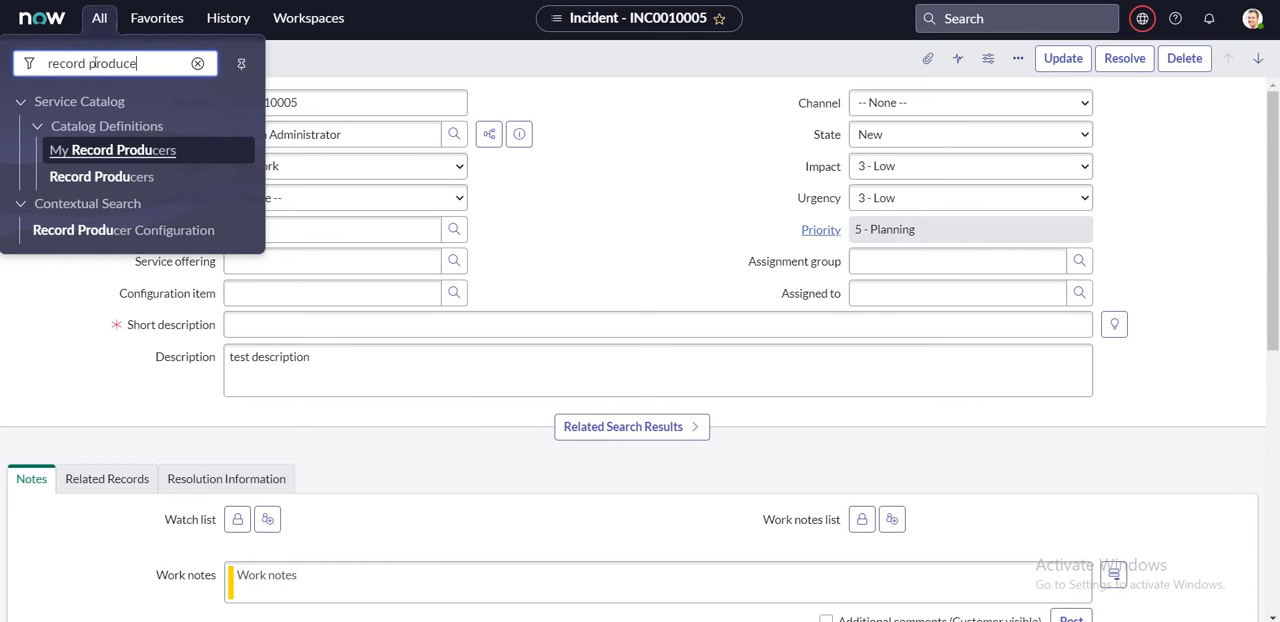 now All Favorites History Workspaces Incident - INC0010005 Search
record produce Update Resolve Delete
Service Catalog
Catalog Definitions
My Record Producers
Record Producers
Contextual Search
Record Producer Configuration
10005 Channel -- None --
Administrator State New
Impact 3 - Low
Urgency 3 - Low
Priority 5 - Planning
Service offering Assignment group
Configuration item Assigned to
* Short description
Description test description
Related Search Results
Notes Related Records Resolution Information
Watch list Work notes list
Work notes Work notes
Activate Windows
Go to Settings to activate Windows.
Additional comments (Customer visible) Post